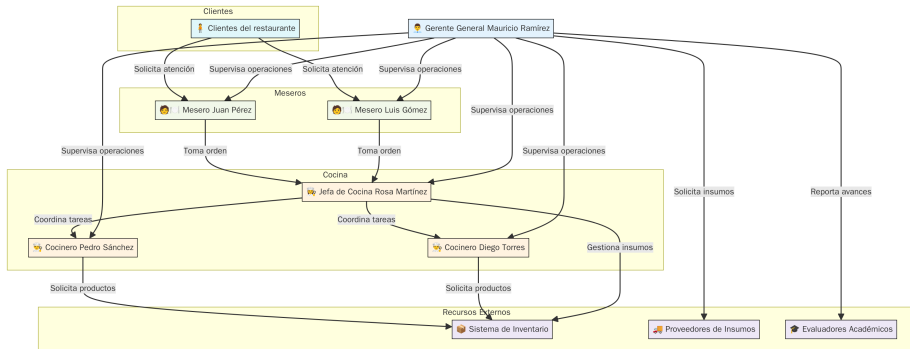 Clientes
Clientes del restaurante
Gerente General Mauricio Ramírez
Solicita atención
Supervisa operaciones
Solicita atención
Supervisa operaciones
Meseros
Mesero Juan Pérez
Mesero Luis Gómez
Supervisa operaciones
Supervisa operaciones
Toma orden
Toma orden
Supervisa operaciones
Cocina
Jefa de Cocina Rosa Martínez
Solicita insumos
Reporta avances
Coordina tareas
Coordina tareas
Cocinero Pedro Sánchez
Cocinero Diego Torres
Gestiona insumos
Solicita productos
Solicita productos
Recursos Externos
Sistema de Inventario
Proveedores de Insumos
Evaluadores Académicos